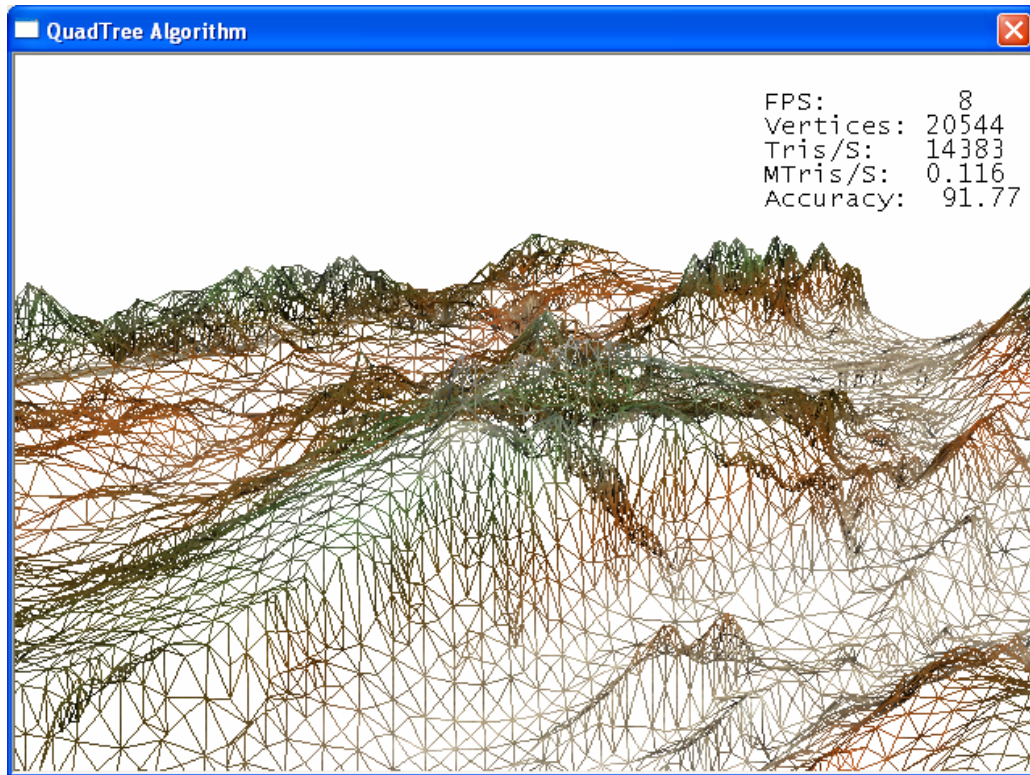 QuadTree Algorithm
FPS: 8
Vertices: 20544
Tris/S: 14383
MTris/S: 0.116
Accuracy: 91.77